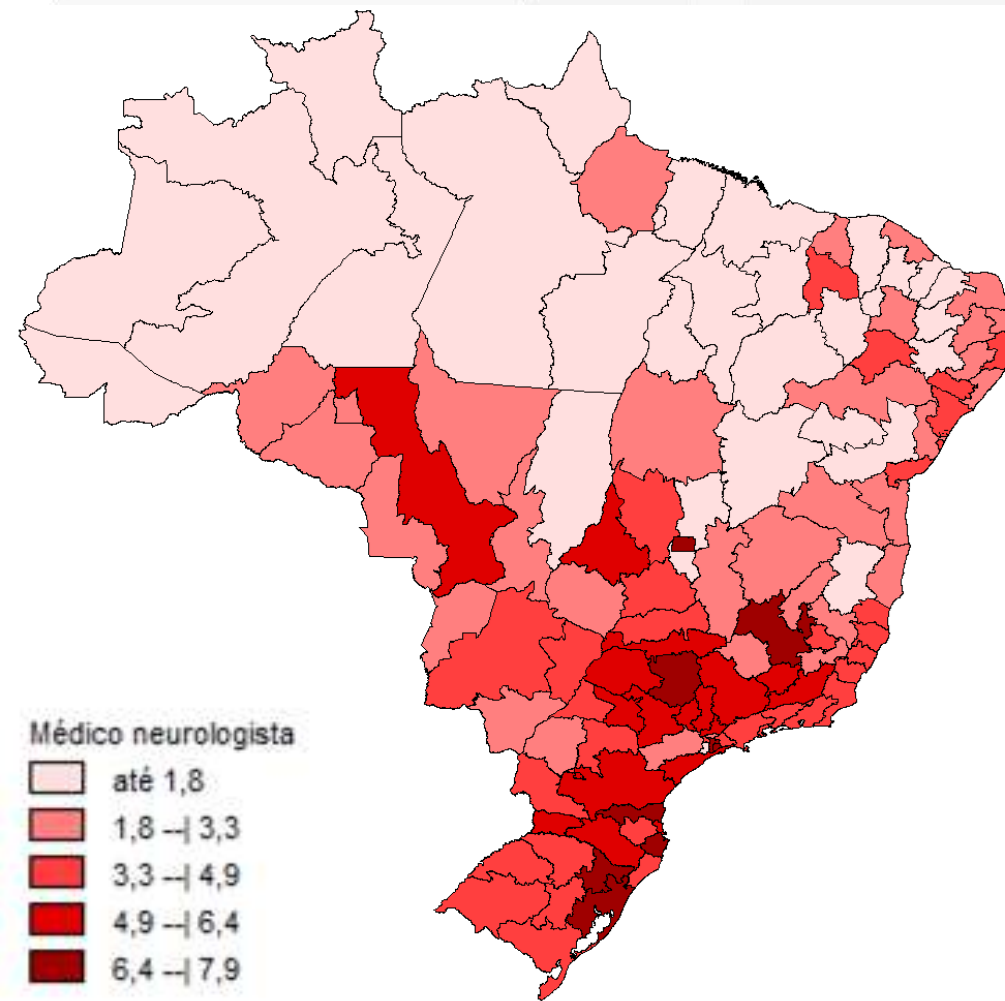 Médico neurologista
até 1,8
1,8 --| 3,3
3,3 --| 4,9
4,9 --| 6,4
6,4 --| 7,9